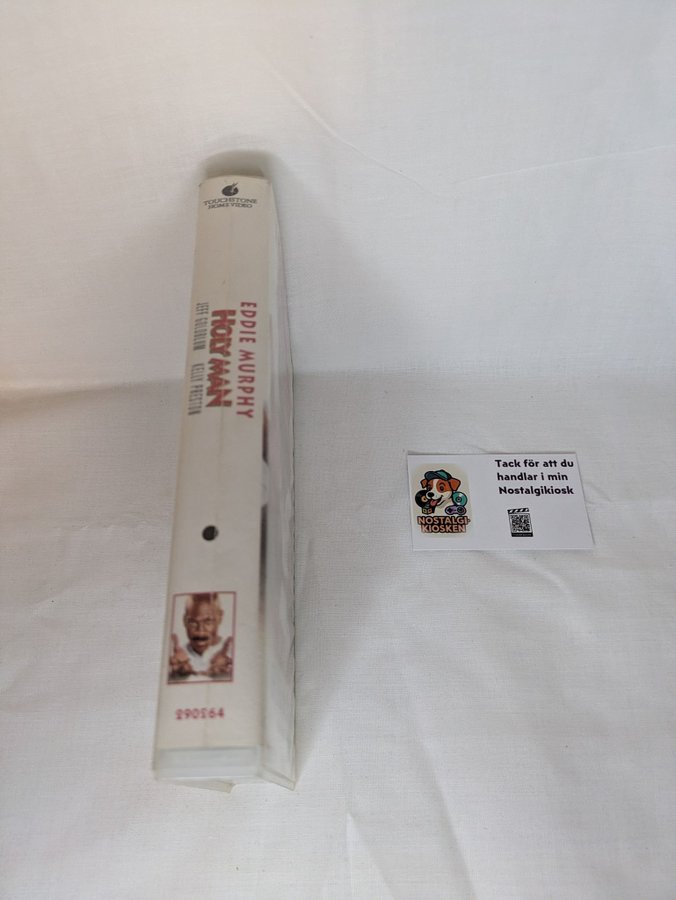 TOUCHSTONE
HOME VIDEO
EDDIE MURPHY
HOLY MAN
JEFF GOLDBLUM KELLY PRESTON
290264
NOSTALGI-
KIOSKEN
Tack för att du
handlar i min
Nostalgikiosk